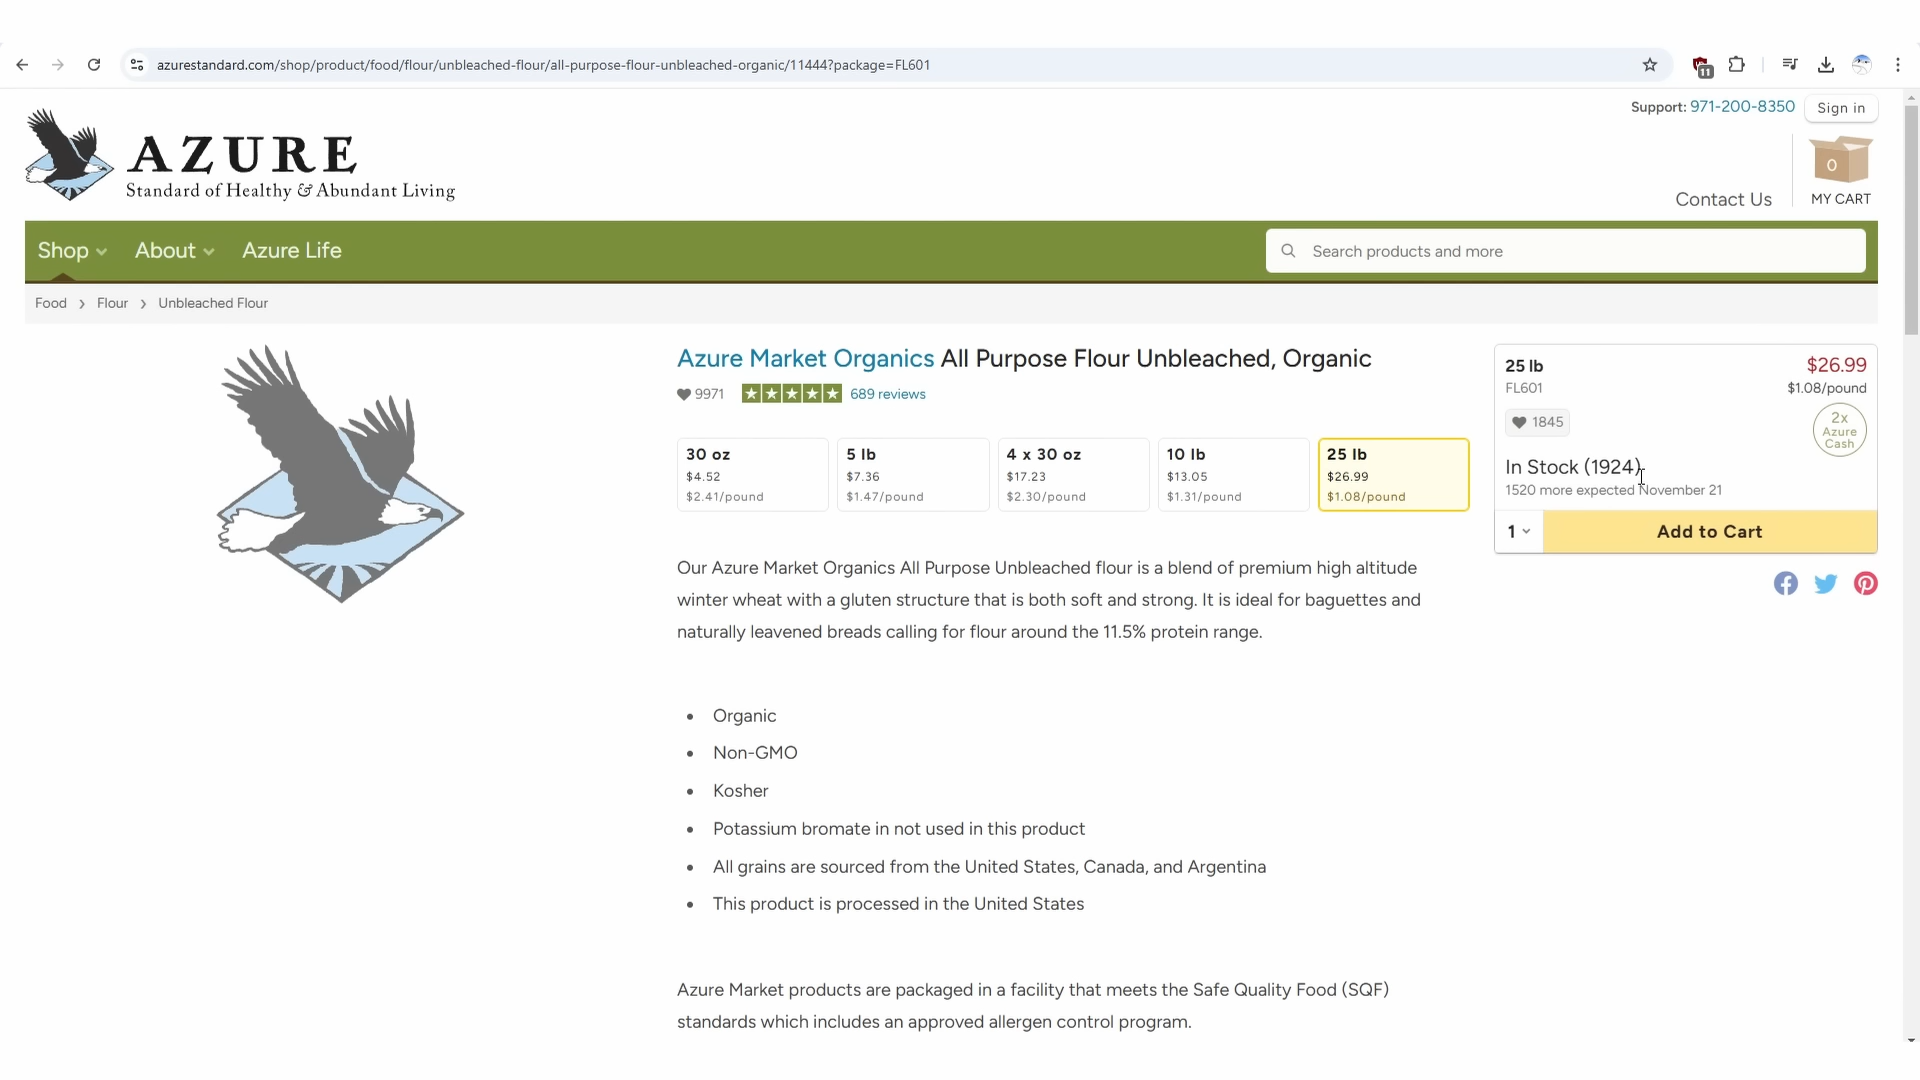 azurestandard.com/shop/product/food/flour/unbleached-flour/all-purpose-flour-unbleached-organic/11444?package=FL601
11
Support: 971-200-8350
Sign in
AZURE
Standard of Healthy & Abundant Living
0
Contact Us
MY CART
Shop
About
Azure Life
Search products and more
Food > Flour > Unbleached Flour
Azure Market Organics All Purpose Flour Unbleached, Organic
9971
689 reviews
30 oz
$4.52
$2.41/pound
5 lb
$7.36
$1.47/pound
4 x 30 oz
$17.23
$2.30/pound
10 lb
$13.05
$1.31/pound
25 lb
$26.99
$1.08/pound
25 lb
$26.99
FL601
$1.08/pound
1845
2x
Azure
Cash
In Stock (1924)
1520 more expected November 21
1
Add to Cart
Our Azure Market Organics All Purpose Unbleached flour is a blend of premium high altitude
winter wheat with a gluten structure that is both soft and strong. It is ideal for baguettes and
naturally leavened breads calling for flour around the 11.5% protein range.
• Organic
• Non-GMO
• Kosher
• Potassium bromate in not used in this product
• All grains are sourced from the United States, Canada, and Argentina
• This product is processed in the United States
Azure Market products are packaged in a facility that meets the Safe Quality Food (SQF)
standards which includes an approved allergen control program.